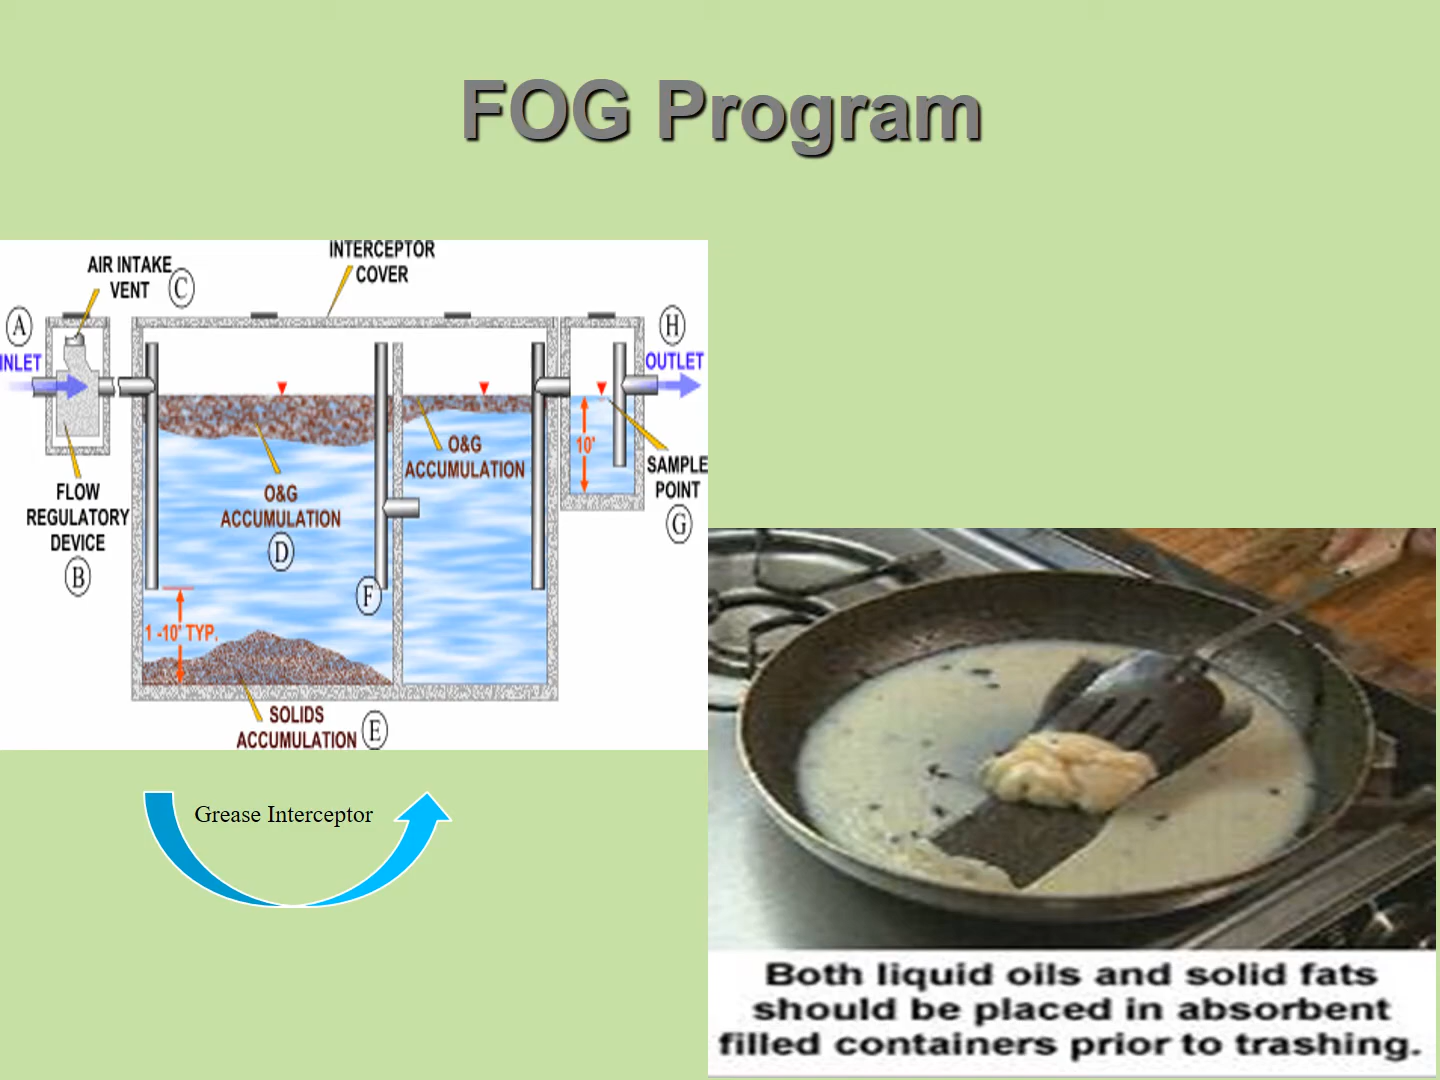 FOG Program
INTERCEPTOR
COVER
AIR INTAKE
VENT
C
A
INLET
H
OUTLET
10'
O&G
ACCUMULATION
SAMPLE
POINT
G
FLOW
REGULATORY
DEVICE
B
O&G
ACCUMULATION
D
F
1 -10' TYP.
SOLIDS
ACCUMULATION
E
Grease Interceptor
Both liquid oils and solid fats
should be placed in absorbent
filled containers prior to trashing.